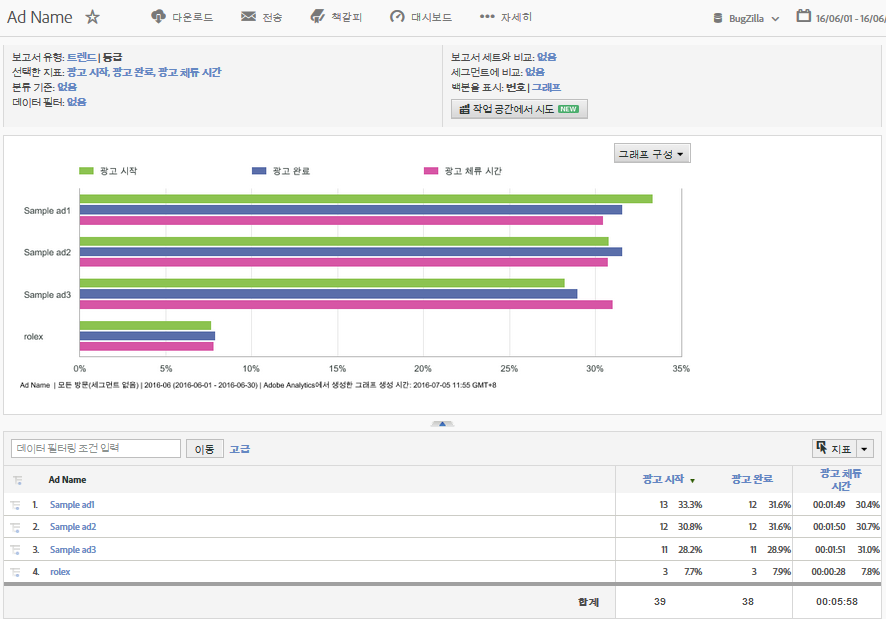 Ad Name 다운로드 전송 책갈피 대시보드 자세히 BugZilla 16/06/01 - 16/06/
보고서 유형: 트렌드 | 등급
선택한 지표: 광고 시작, 광고 완료, 광고 체류 시간
분류 기준: 없음
데이터 필터: 없음
보고서 세트와 비교: 없음
세그먼트에 비교: 없음
백분율 표시: 번호 | 그래프
작업 공간에서 시도 NEW
그래프 구성
광고 시작 광고 완료 광고 체류 시간
Sample ad1
Sample ad2
Sample ad3
rolex
0% 5% 10% 15% 20% 25% 30% 35%
Ad Name | 모든 방문(세그먼트 없음) | 2016-06 (2016-06-01 - 2016-06-30) | Adobe Analytics에서 생성한 그래프 생성 시간: 2016-07-05 11:55 GMT+8
데이터 필터링 조건 입력 이동 고급 지표
Ad Name 광고 시작 광고 완료 광고 체류
시간
1. Sample ad1 13 33.3% 12 31.6% 00:01:49 30.4%
2. Sample ad2 12 30.8% 12 31.6% 00:01:50 30.7%
3. Sample ad3 11 28.2% 11 28.9% 00:01:51 31.0%
4. rolex 3 7.7% 3 7.9% 00:00:28 7.8%
합계 39 38 00:05:58